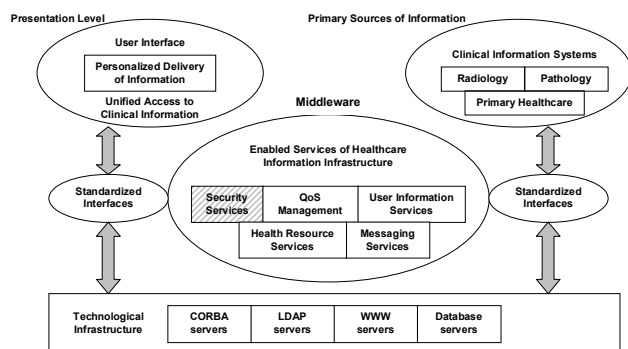 Presentation Level
Primary Sources of Information
User Interface
Personalized Delivery
of Information
Unified Access to
Clinical Information
Clinical Information Systems
Radiology
Pathology
Primary Healthcare
Middleware
Enabled Services of Healthcare
Information Infrastructure
Security
Services
QoS
Management
User Information
Services
Health Resource
Services
Messaging
Services
Standardized
Interfaces
Standardized
Interfaces
Technological
Infrastructure
CORBA
servers
LDAP
servers
WWW
servers
Database
servers